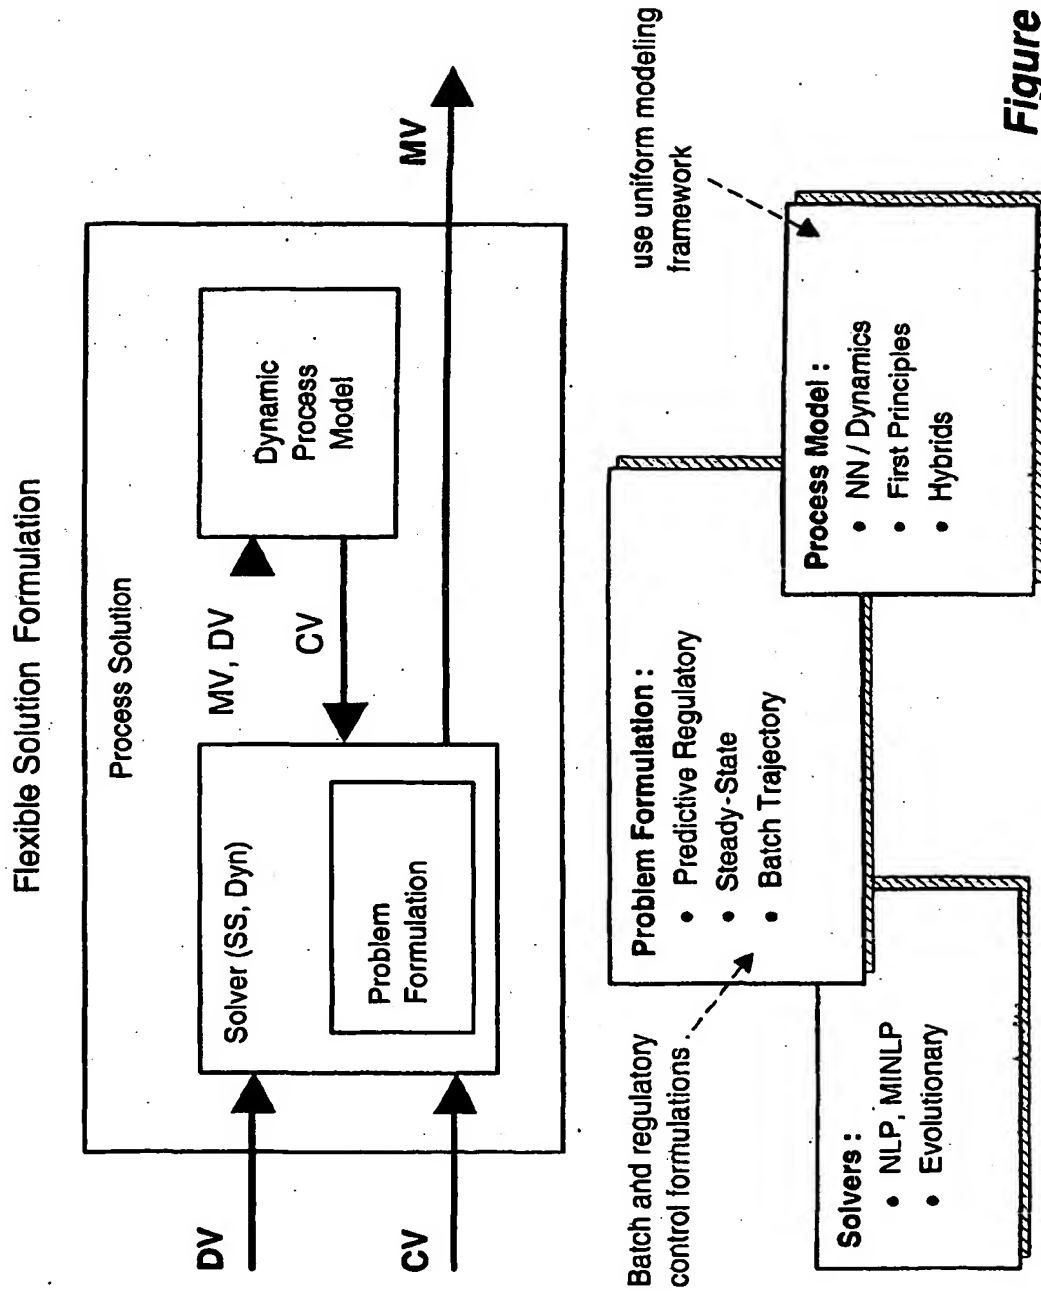 Flexible Solution Formulation
Process Solution
DV
CV
Solver (SS, Dyn)
Problem
Formulation
MV, DV
CV
Dynamic
Process
Model
MV
Batch and regulatory
control formulations
Solvers :
• NLP, MINLP
• Evolutionary
Problem Formulation :
• Predictive Regulatory
• Steady-State
• Batch Trajectory
Process Model :
• NN / Dynamics
• First Principles
• Hybrids
use uniform modeling
framework
Figure